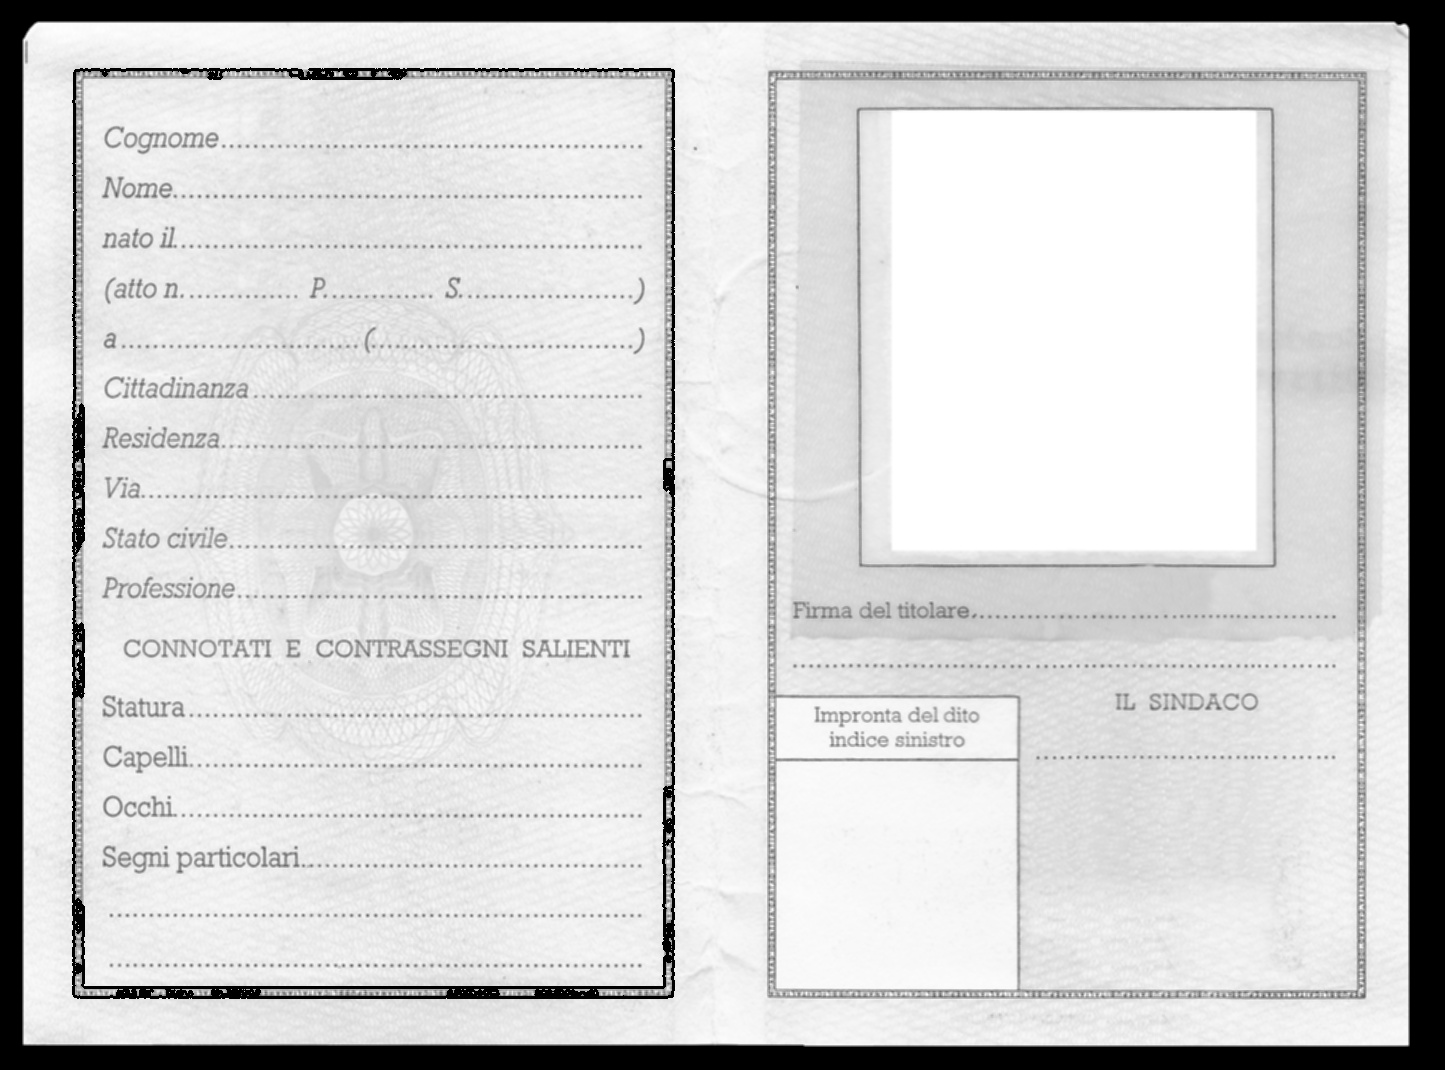 Cognome
Nome
nato il
(atto n. P. S. )
a ( )
Cittadinanza
Residenza
Via
Stato civile
Professione
CONNOTATI E CONTRASSEGNI SALIENTI
Statura
Capelli
Occhi
Segni particolari
Firma del titolare
IL SINDACO
Impronta del dito
indice sinistro